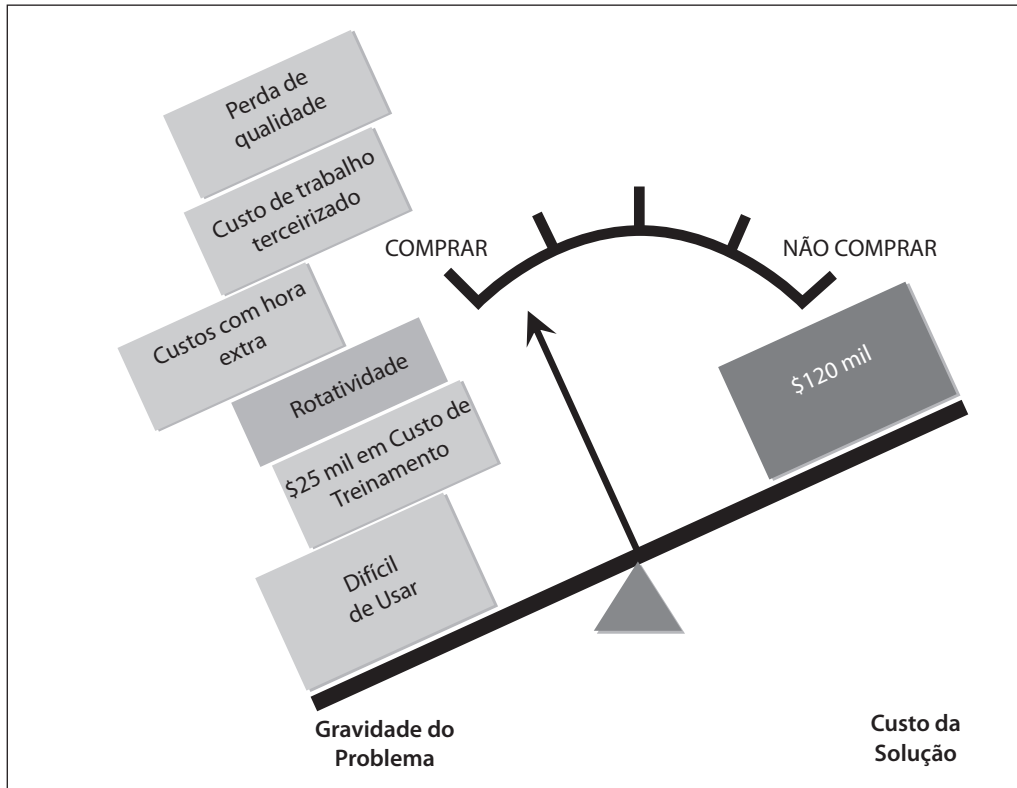 Perda de
qualidade
Custo de trabalho
terceirizado
COMPRAR
NÃO COMPRAR
Custos com hora
extra
Rotatividade
$120 mil
$25 mil em Custo de
Treinamento
Difícil
de Usar
Gravidade do
Problema
Custo da
Solução